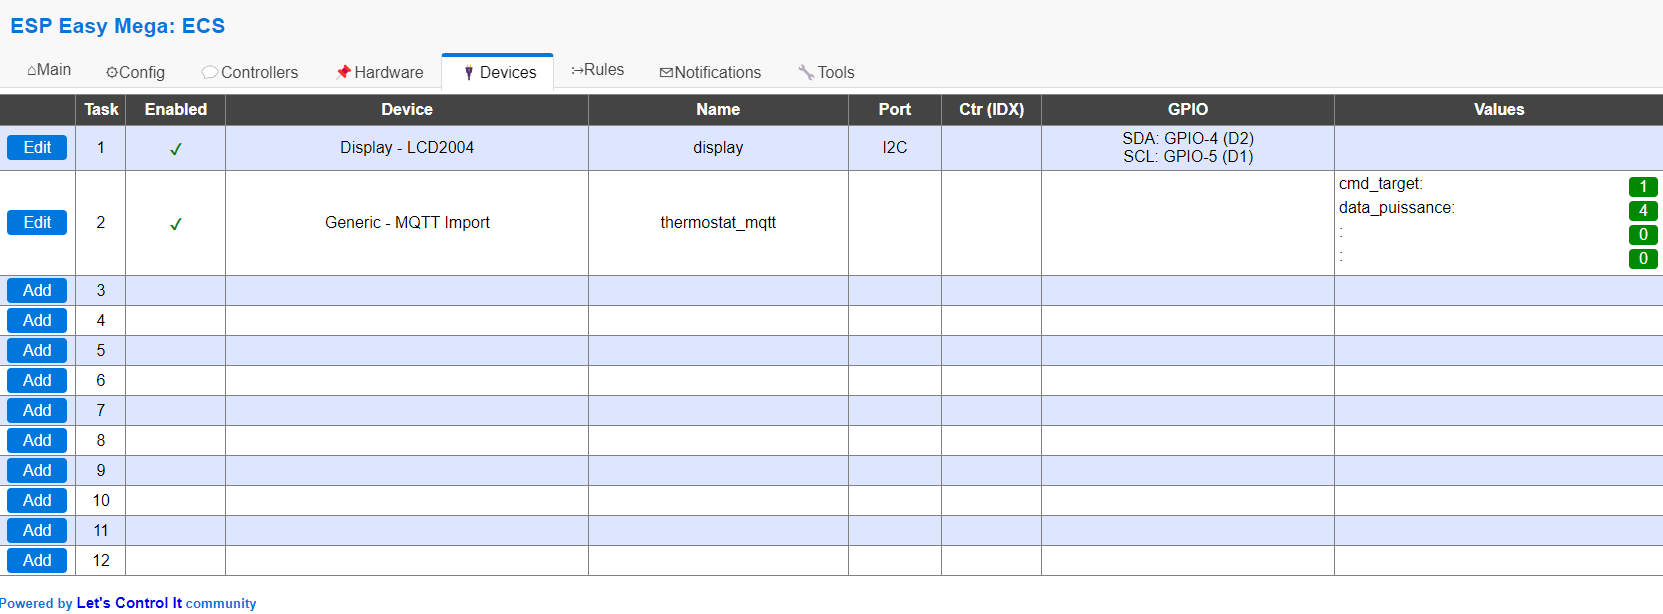 ESP Easy Mega: ECS
⌂Main ⚙Config 💬Controllers 📌Hardware 🔌Devices Rules ✉Notifications 🔧Tools
Task Enabled Device Name Port Ctr (IDX) GPIO Values
Edit 1 ✓ Display - LCD2004 display I2C SDA: GPIO-4 (D2)
SCL: GPIO-5 (D1)
Edit 2 ✓ Generic - MQTT Import thermostat_mqtt cmd_target: 1
data_puissance: 4
: 0
: 0
Add 3
Add 4
Add 5
Add 6
Add 7
Add 8
Add 9
Add 10
Add 11
Add 12
Powered by Let's Control It community